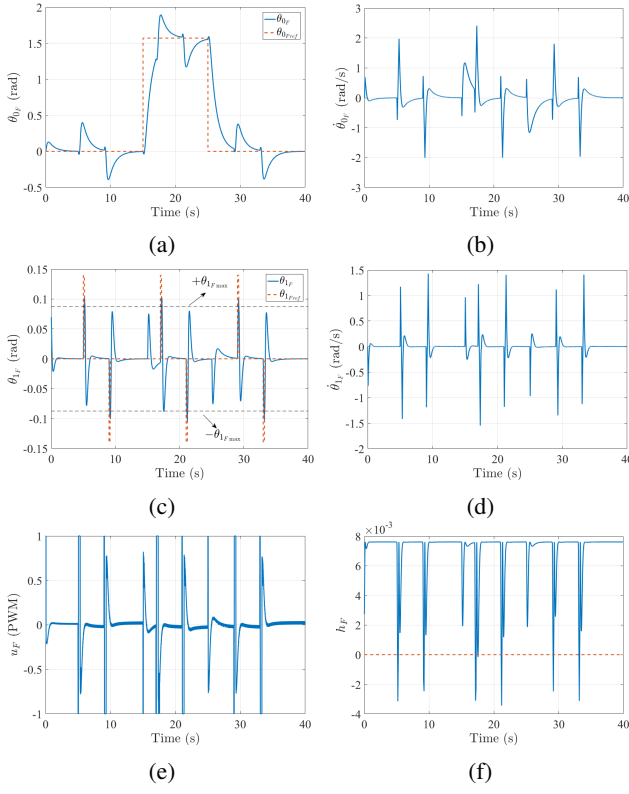 2
θ0F
θ0Fref
1.5
1
0.5
0
-0.5
0 10 20 30 40
θ0F (rad)
Time (s)
(a)
3
2
1
0
-1
-2
-3
0 10 20 30 40
θ̇0F (rad/s)
Time (s)
(b)
0.15
+θ1F max
θ1F
θ1Fref
0.1
0.05
0
-0.05
-0.1
-0.15
−θ1F max
0 10 20 30 40
θ1F (rad)
Time (s)
(c)
1.5
1
0.5
0
-0.5
-1
-1.5
-2
0 10 20 30 40
θ̇1F (rad/s)
Time (s)
(d)
1
0.5
0
-0.5
-1
0 10 20 30 40
uF (PWM)
Time (s)
(e)
×10-3
8
6
4
2
0
-2
-4
0 10 20 30 40
hF
Time (s)
(f)